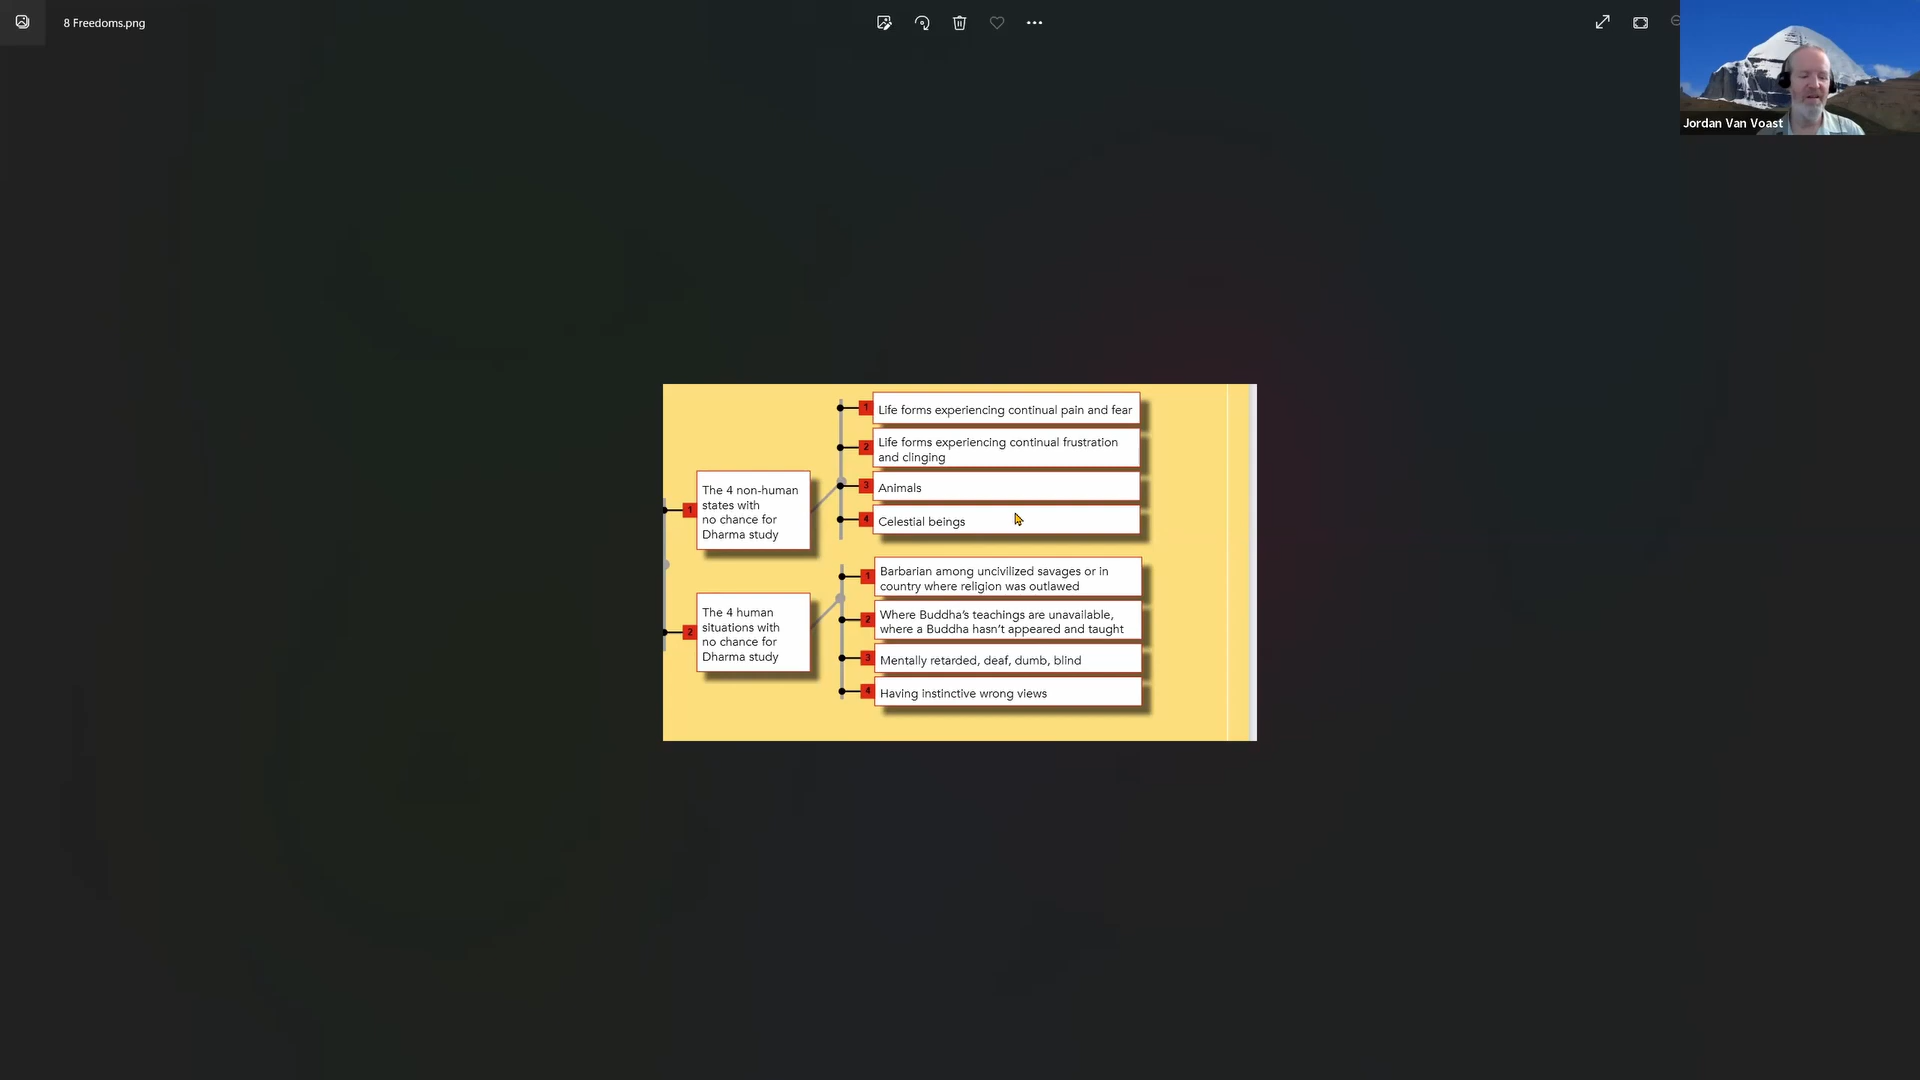 8 Freedoms.png
Jordan Van Voast
1 Life forms experiencing continual pain and fear
2 Life forms experiencing continual frustration
and clinging
3 Animals
4 Celestial beings
1 The 4 non-human
states with
no chance for
Dharma study
1 Barbarian among uncivilized savages or in
country where religion was outlawed
2 Where Buddha's teachings are unavailable,
where a Buddha hasn't appeared and taught
3 Mentally retarded, deaf, dumb, blind
4 Having instinctive wrong views
2 The 4 human
situations with
no chance for
Dharma study